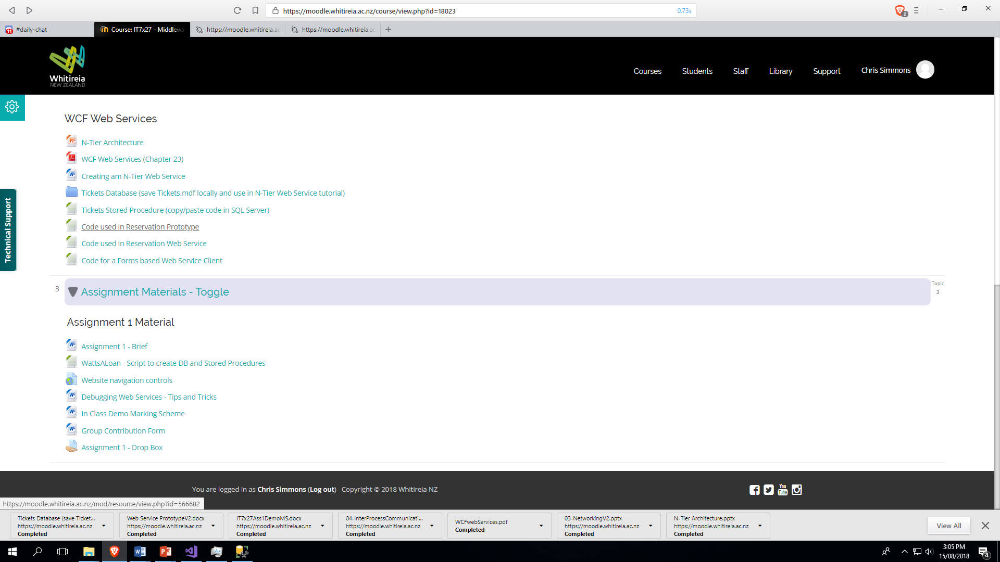 https://moodle.whitireia.ac.nz/course/view.php?id=18023
0.73s
2
11
#daily-chat
Course: IT7x27 - Middlewa
https://moodle.whitireia.ac
https://moodle.whitireia.ac
Whitireia
NEW ZEALAND
Courses
Students
Staff
Library
Support
Chris Simmons
WCF Web Services
N-Tier Architecture
WCF Web Services (Chapter 23)
Creating am N-Tier Web Service
Tickets Database (save Tickets.mdf locally and use in N-Tier Web Service tutorial)
Tickets Stored Procedure (copy/paste code in SQL Server)
Code used in Reservation Prototype
Code used in Reservation Web Service
Code for a Forms based Web Service Client
Technical Support
3
Assignment Materials - Toggle
Topic
3
Assignment 1 Material
Assignment 1 - Brief
WattsALoan - Script to create DB and Stored Procedures
Website navigation controls
Debugging Web Services - Tips and Tricks
In Class Demo Marking Scheme
Group Contribution Form
Assignment 1 - Drop Box
You are logged in as Chris Simmons (Log out) Copyright © 2018 Whitireia NZ
You
Tube
https://moodle.whitireia.ac.nz/mod/resource/view.php?id=566682
Tickets Database (save Ticket...
https://moodle.whitireia.ac.nz
Completed
Web Service PrototypeV2.docx
https://moodle.whitireia.ac.nz
Completed
IT7x27Ass1DemoMS.docx
https://moodle.whitireia.ac.nz
Completed
04-InterProcessCommunicati...
https://moodle.whitireia.ac.nz
Completed
WCFwebServices.pdf
Completed
03-NetworkingV2.pptx
https://moodle.whitireia.ac.nz
Completed
N-Tier Architecture.pptx
https://moodle.whitireia.ac.nz
Completed
View All
3:05 PM
15/08/2018
4